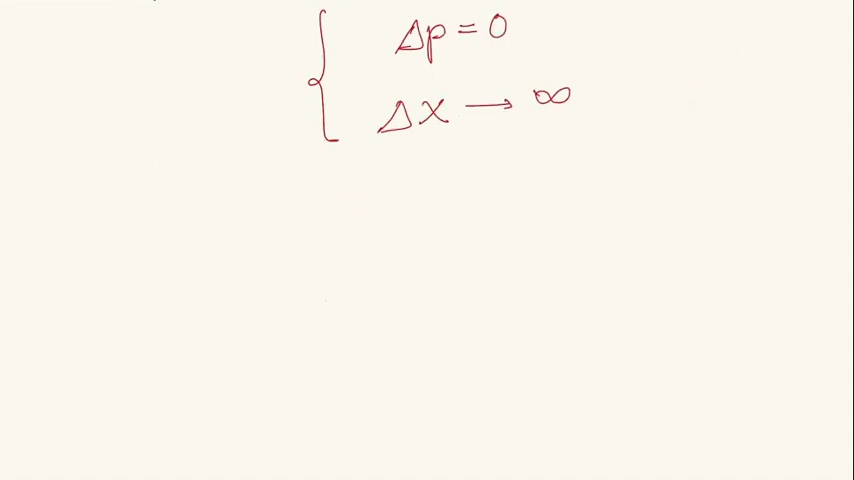 Δp = 0
Δx → ∞